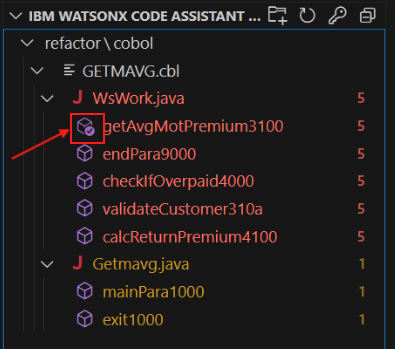 IBM WATSONX CODE ASSISTANT ...
refactor \ cobol
GETMAVG.cbl
J WsWork.java 5
getAvgMotPremium3100 5
endPara9000 5
checkIfOverpaid4000 5
validateCustomer310a 5
calcReturnPremium4100 5
J Getmavg.java 1
mainPara1000 1
exit1000 1